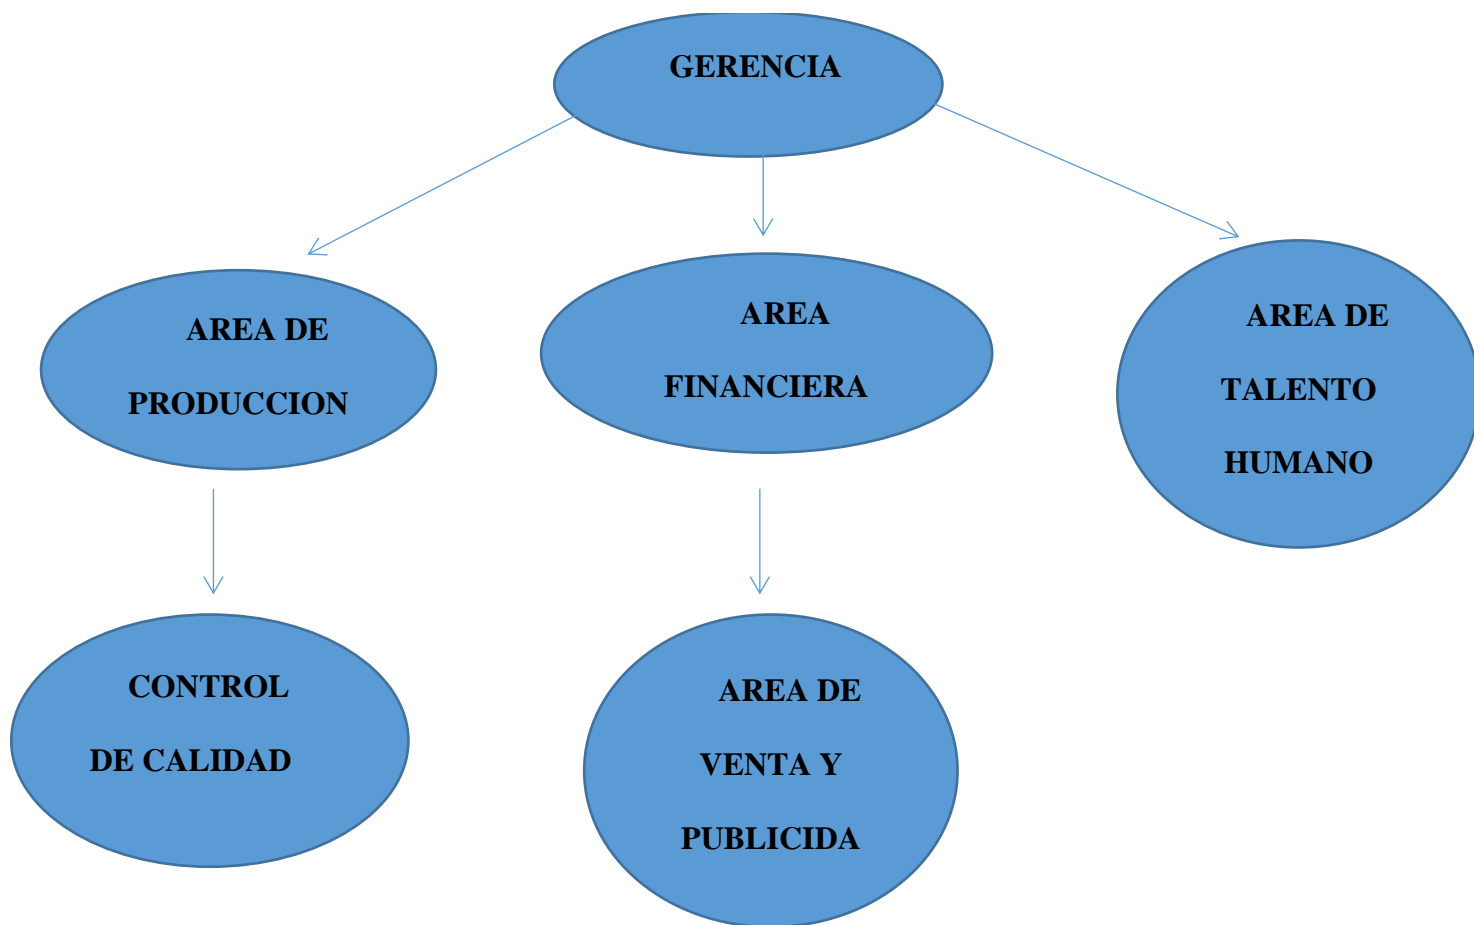 GERENCIA
AREA DE
PRODUCCION
AREA
FINANCIERA
AREA DE
TALENTO
HUMANO
CONTROL
DE CALIDAD
AREA DE
VENTA Y
PUBLICIDA